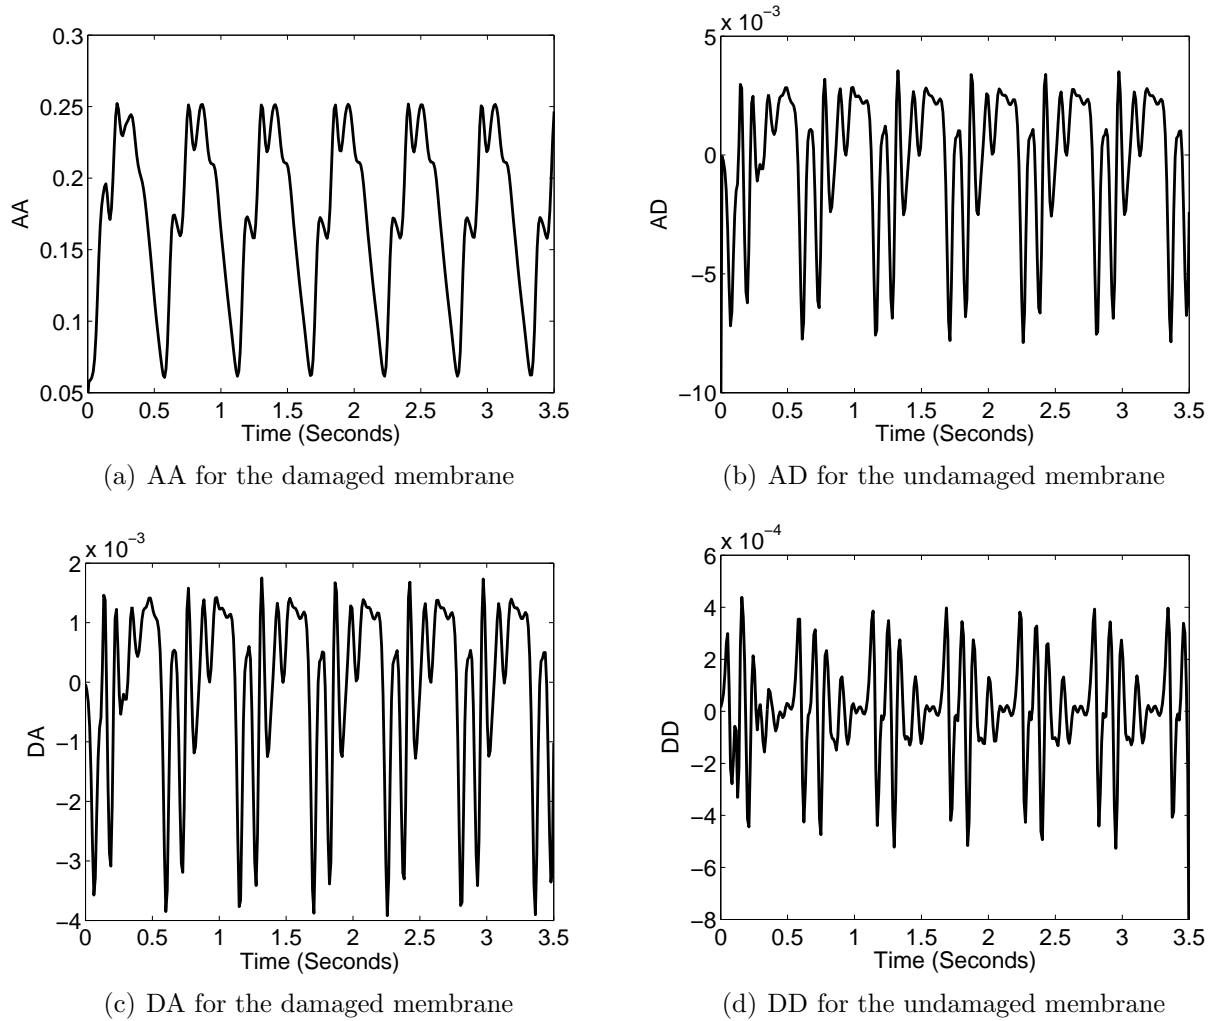 0.3
0.25
0.2
0.15
0.1
0.05
AA
0 0.5 1 1.5 2 2.5 3 3.5
Time (Seconds)
(a) AA for the damaged membrane
x 10−3
5
0
−5
−10
AD
0 0.5 1 1.5 2 2.5 3 3.5
Time (Seconds)
(b) AD for the undamaged membrane
x 10−3
2
1
0
−1
−2
−3
−4
DA
0 0.5 1 1.5 2 2.5 3 3.5
Time (Seconds)
(c) DA for the damaged membrane
x 10−4
6
4
2
0
−2
−4
−6
−8
DD
0 0.5 1 1.5 2 2.5 3 3.5
Time (Seconds)
(d) DD for the undamaged membrane